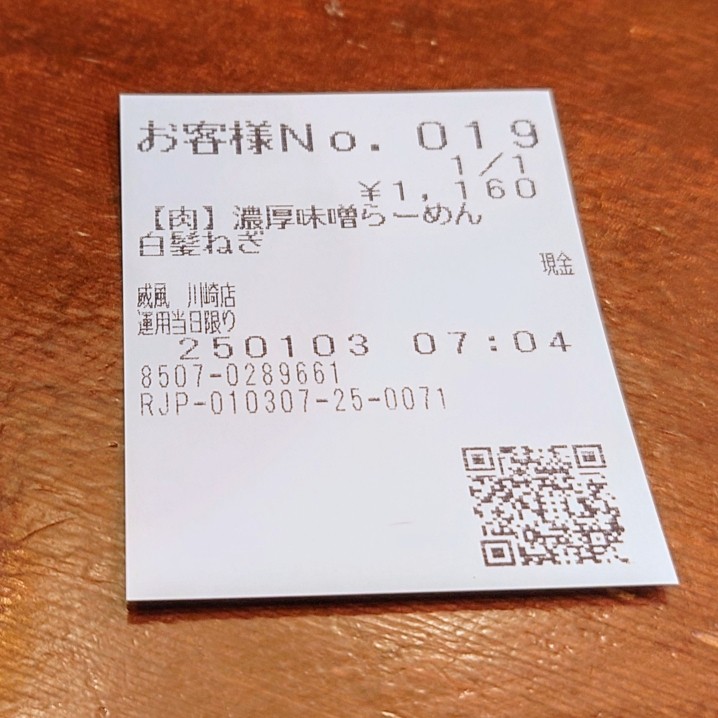 お客様No. 019
1/1
¥1,160
【肉】濃厚味噌らーめん
白髪ねぎ
現金
威風 川崎店
運用当日限り
250103 07:04
8507-0289661
RJP-010307-25-0071